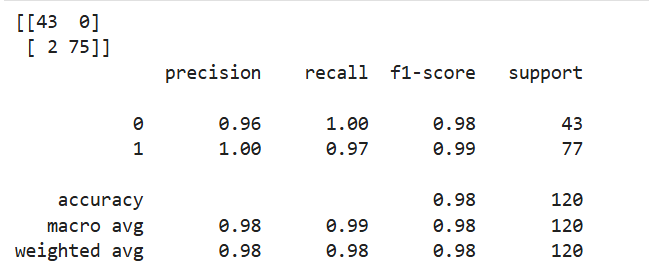 [[43  0]
 [ 2 75]]
              precision    recall  f1-score   support

           0       0.96      1.00      0.98        43
           1       1.00      0.97      0.99        77

    accuracy                           0.98       120
   macro avg       0.98      0.99      0.98       120
weighted avg       0.98      0.98      0.98       120